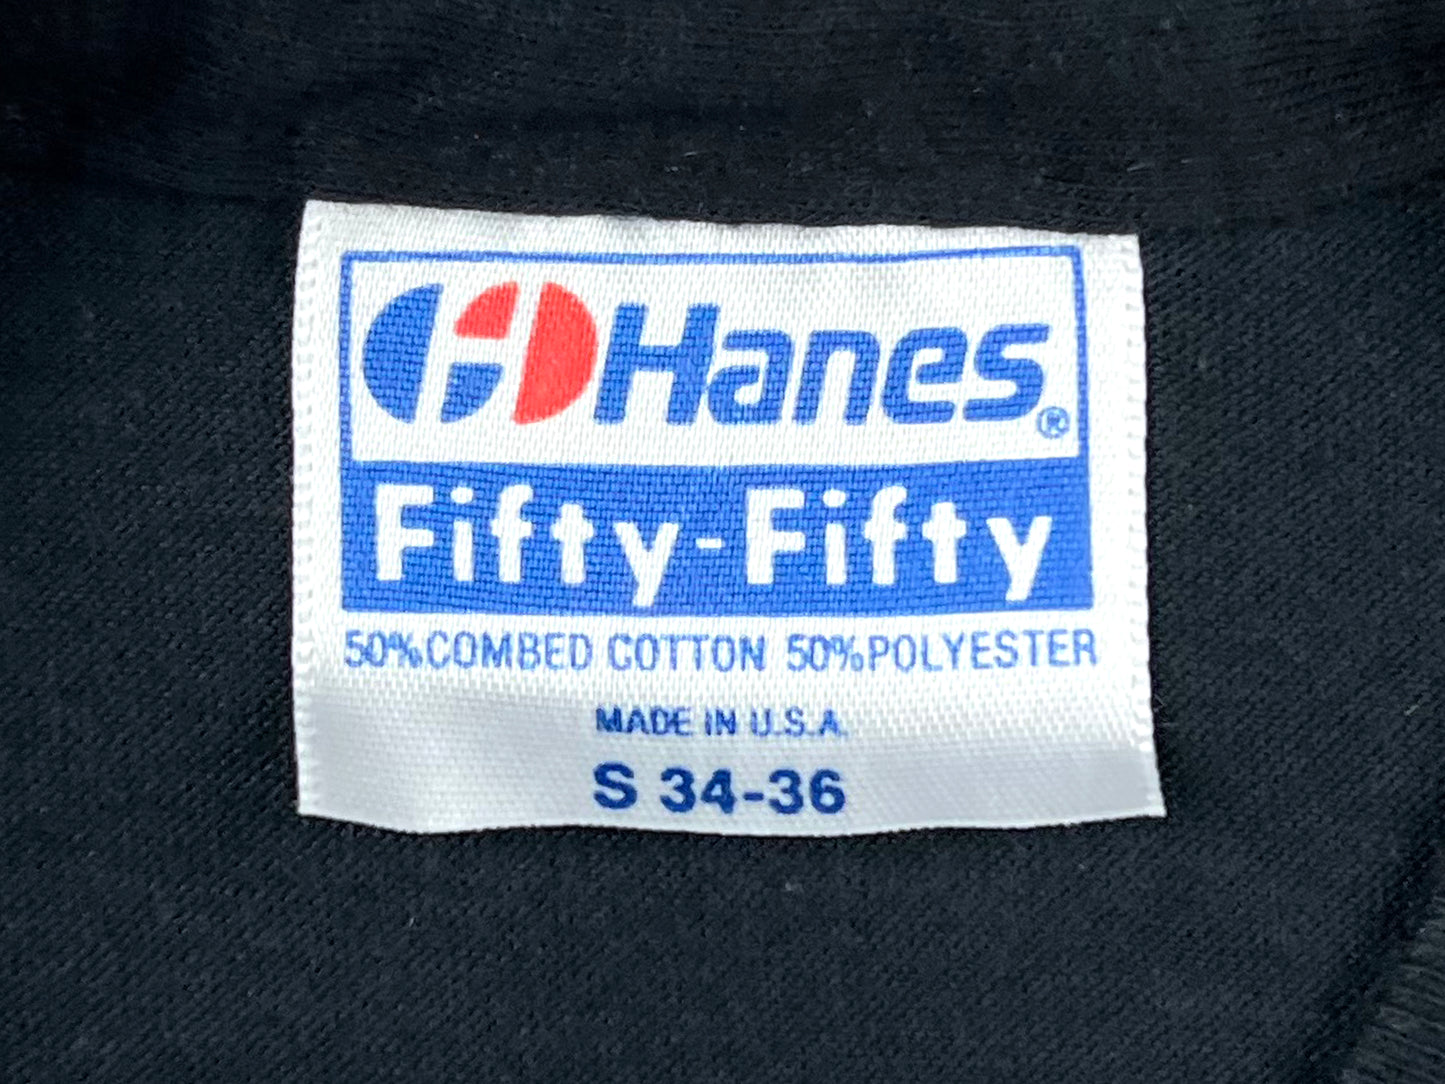 Hanes®
Fifty-Fifty
50% COMBED COTTON 50% POLYESTER
MADE IN U.S.A.
S 34-36